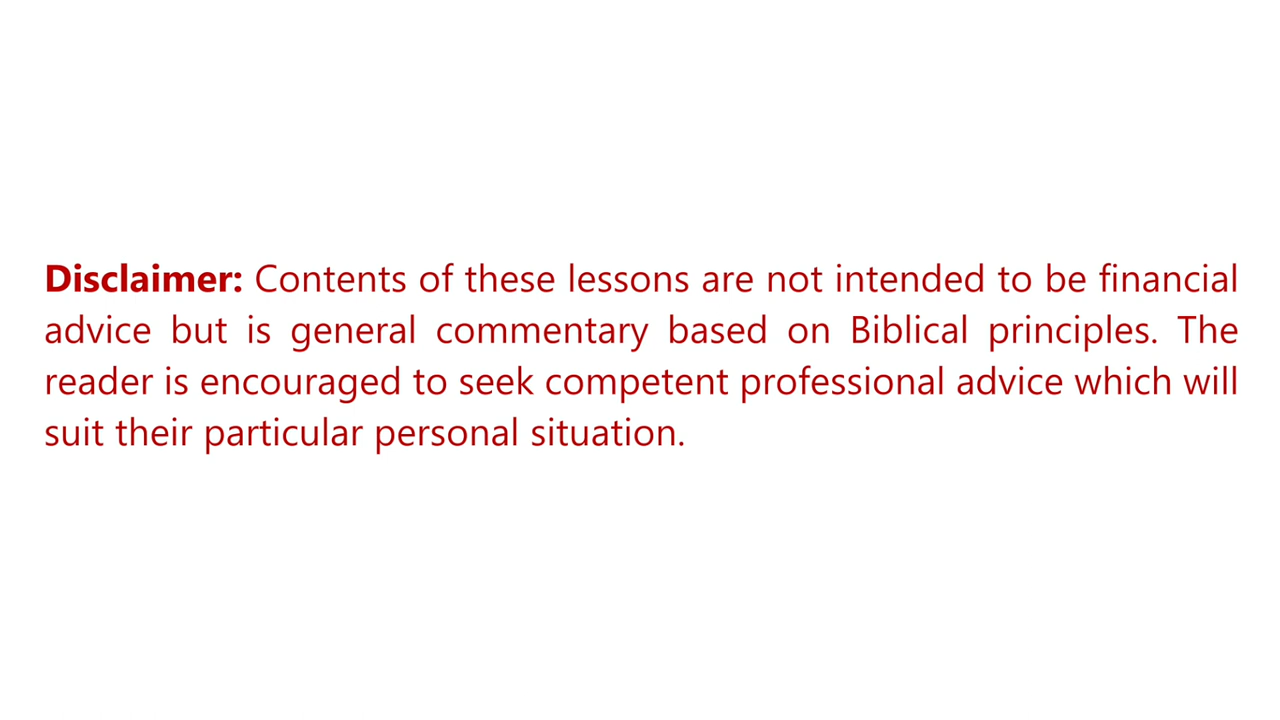 Disclaimer: Contents of these lessons are not intended to be financial
advice but is general commentary based on Biblical principles. The
reader is encouraged to seek competent professional advice which will
suit their particular personal situation.